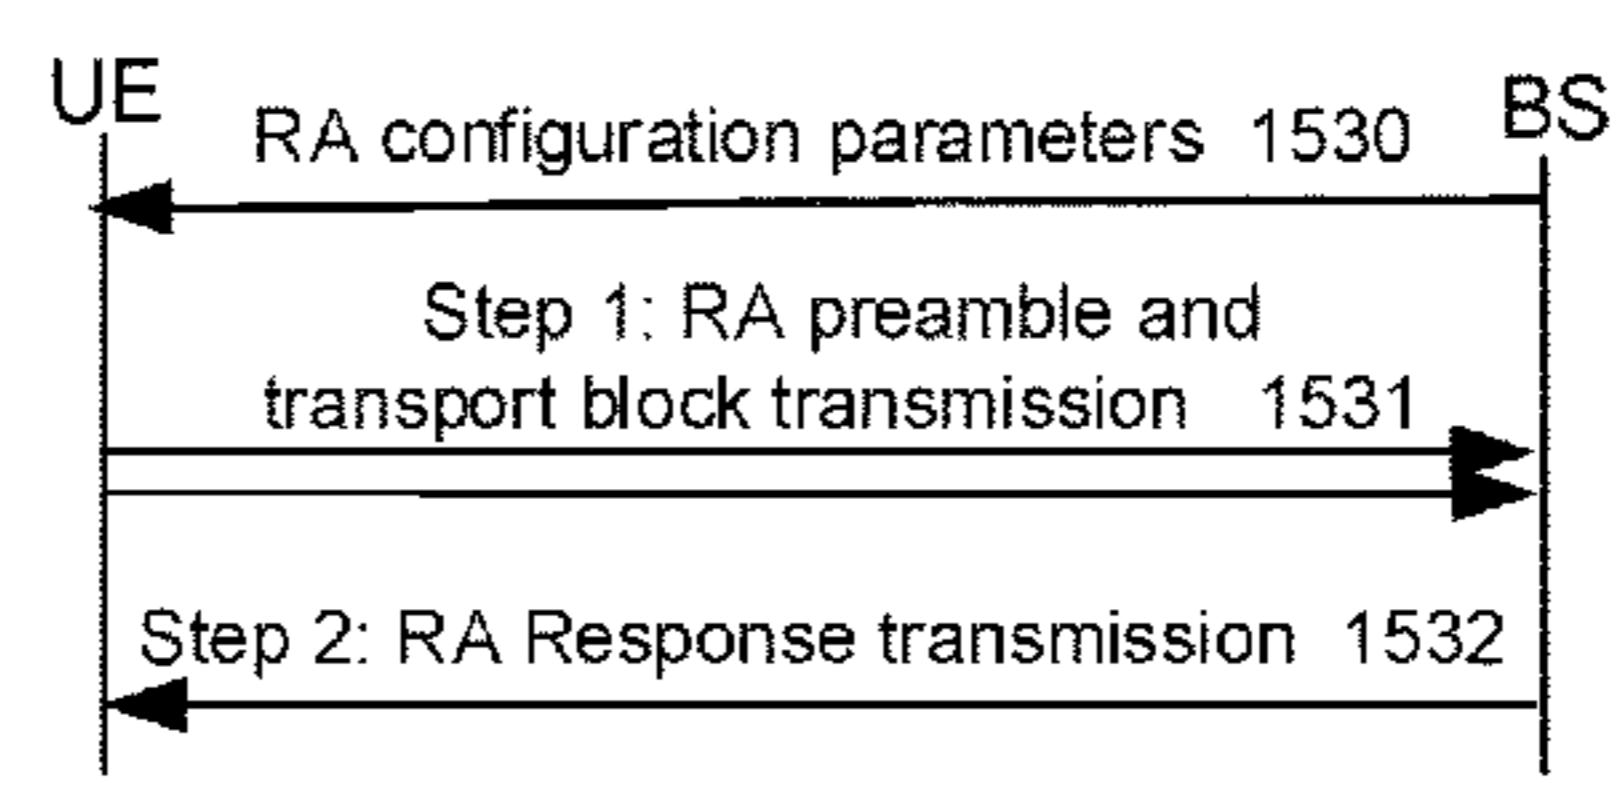 UE
BS
RA configuration parameters 1530
Step 1: RA preamble and
transport block transmission 1531
Step 2: RA Response transmission 1532